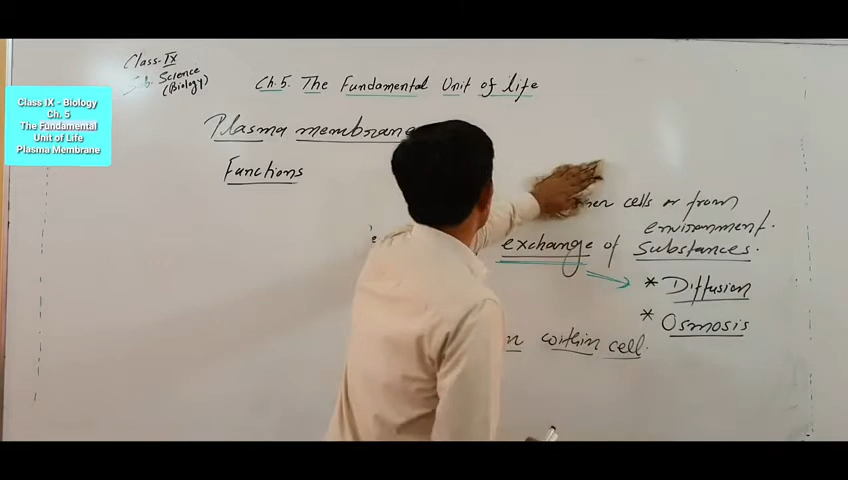 Class IX - Biology
Ch. 5
The Fundamental
Unit of Life
Plasma Membrane
Class-IX
Sub. Science
(Biology)
Ch.5. The Fundamental Unit of life
Plasma membrane
Functions
cells or from
environment.
exchange of substances.
* Diffusion
* Osmosis
within cell.